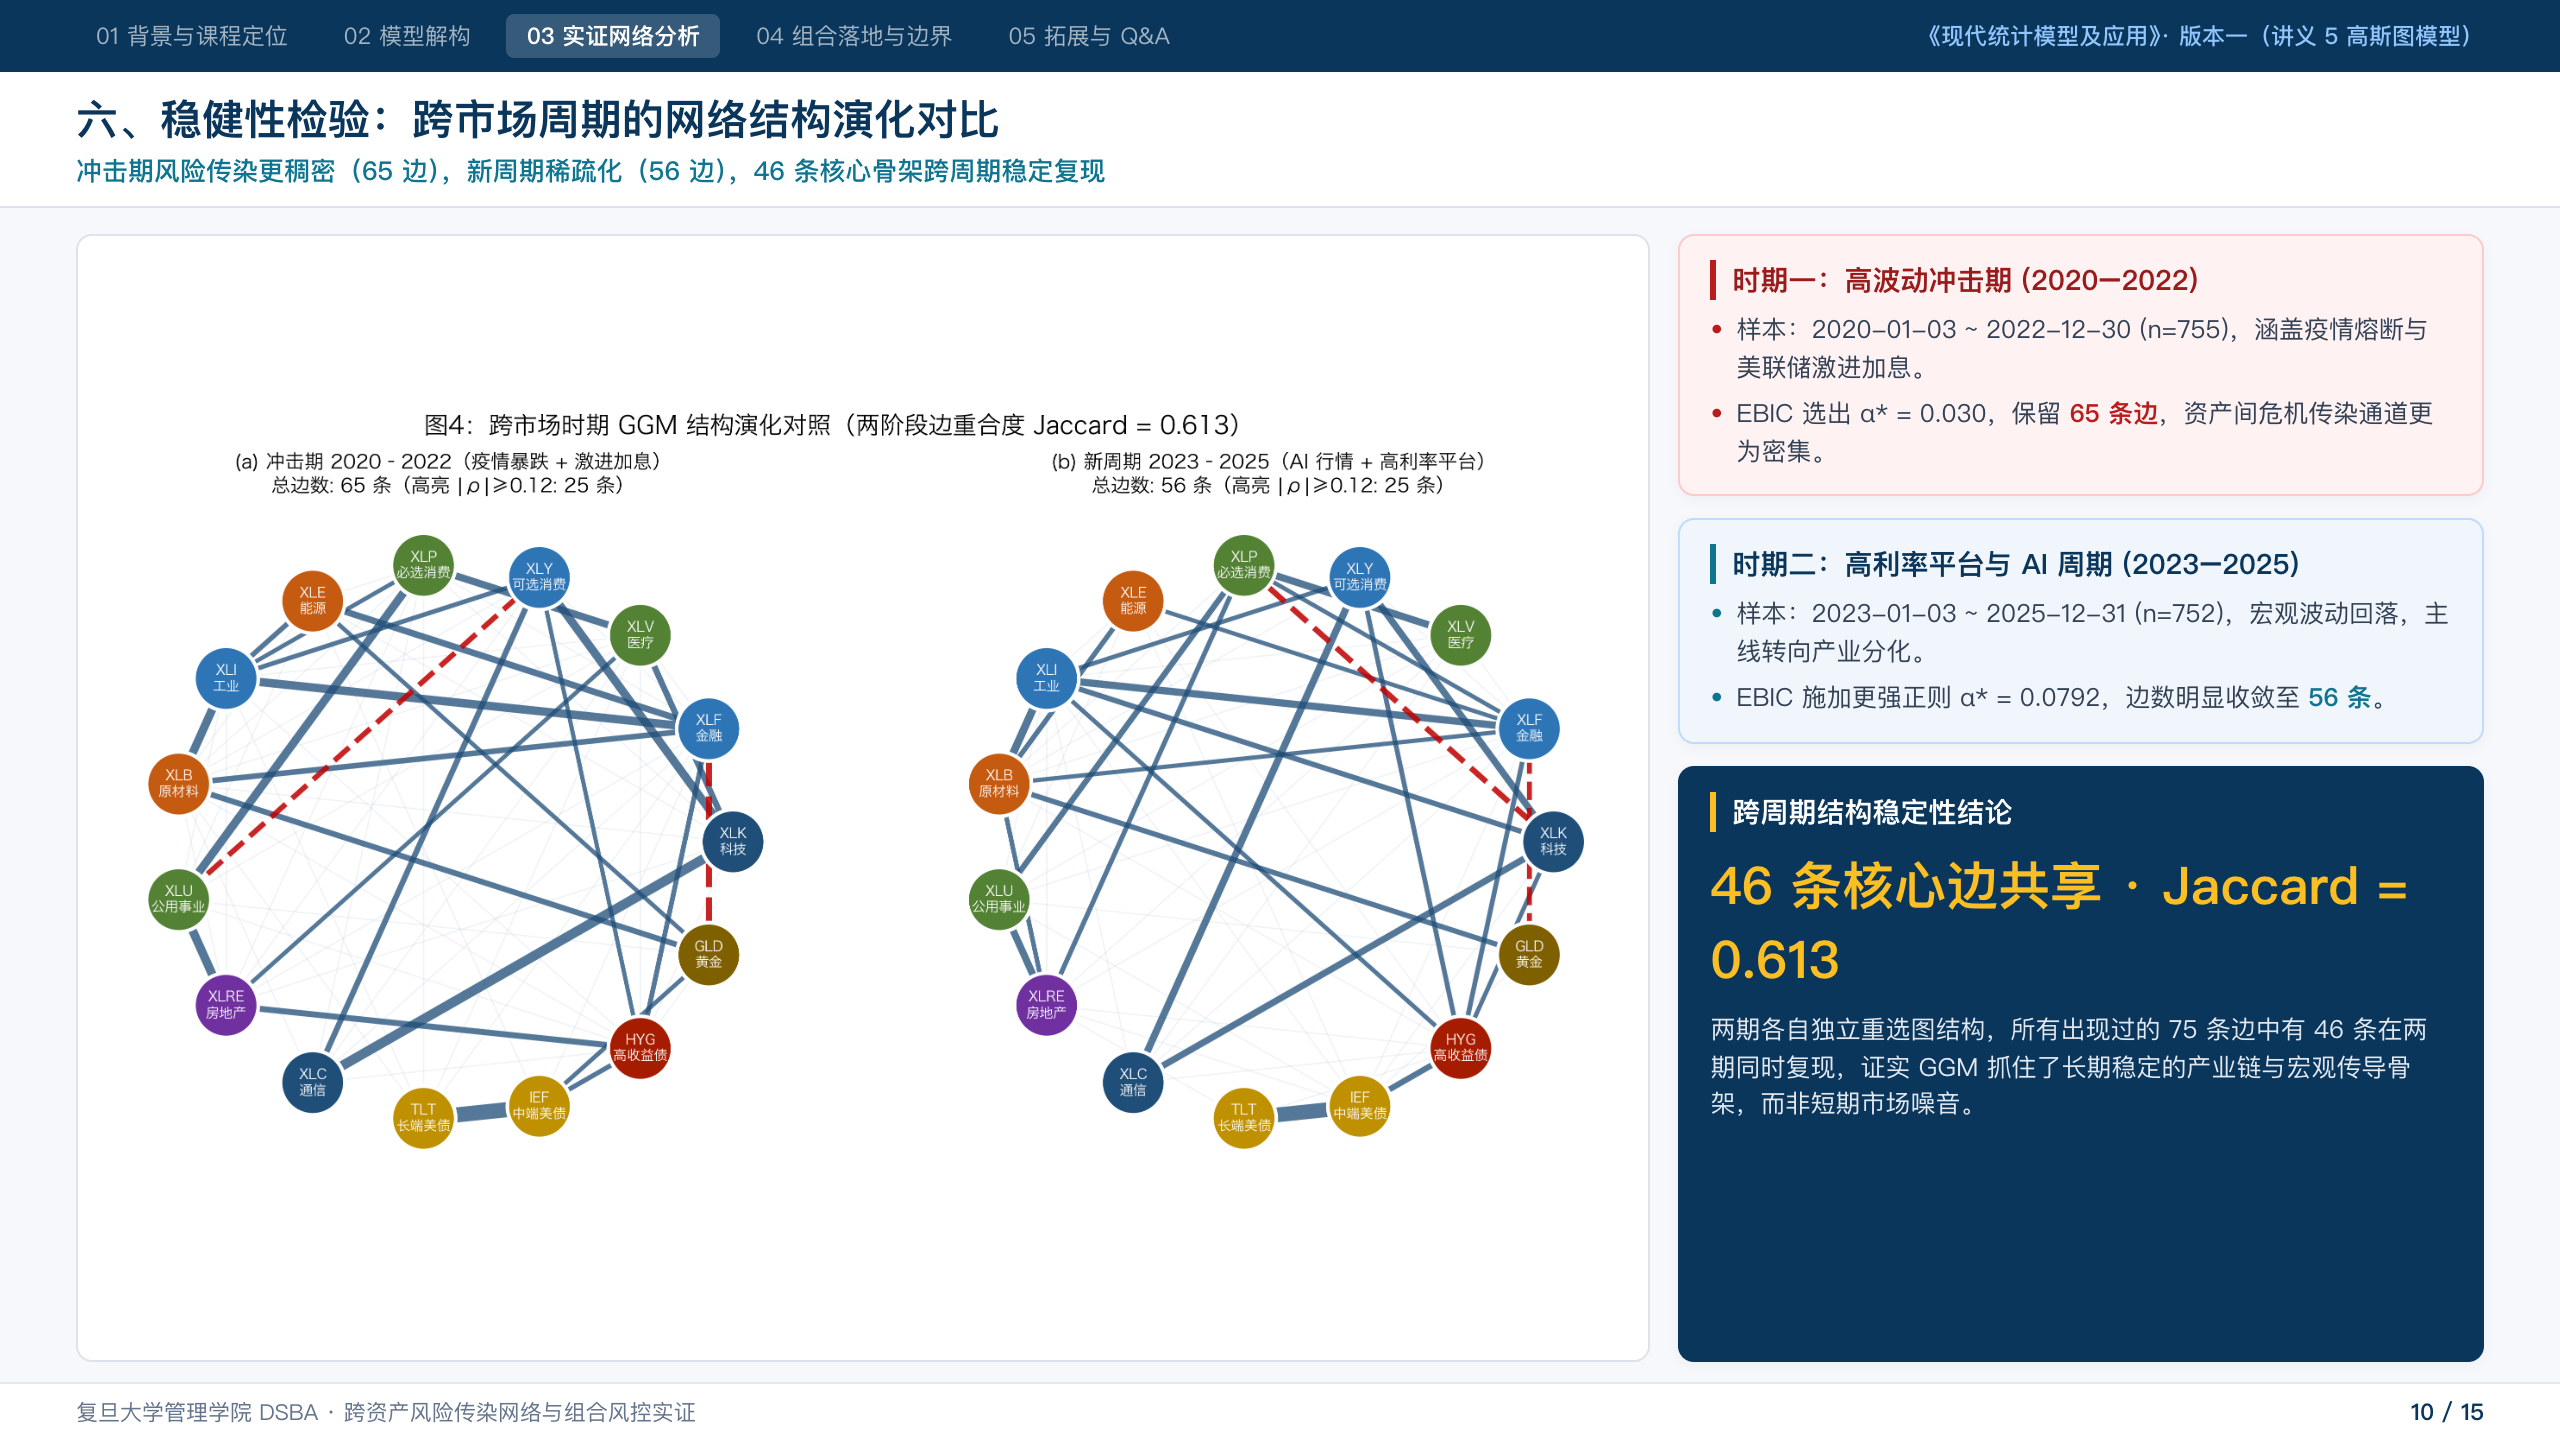 01 背景与课程定位
02 模型解构
03 实证网络分析
04 组合落地与边界
05 拓展与 Q&A
《现代统计模型及应用》· 版本一（讲义 5 高斯图模型）
六、稳健性检验：跨市场周期的网络结构演化对比
冲击期风险传染更稠密（65 边），新周期稀疏化（56 边），46 条核心骨架跨周期稳定复现
图4：跨市场时期 GGM 结构演化对照（两阶段边重合度 Jaccard = 0.613）
(a) 冲击期 2020 - 2022（疫情暴跌 + 激进加息）
总边数: 65 条（高亮 |ρ|≥0.12: 25 条）
XLP
必选消费
XLY
可选消费
XLE
能源
XLV
医疗
XLI
工业
XLF
金融
XLB
原材料
XLK
科技
XLU
公用事业
GLD
黄金
XLRE
房地产
HYG
高收益债
XLC
通信
IEF
中端美债
TLT
长端美债
(b) 新周期 2023 - 2025（AI 行情 + 高利率平台）
总边数: 56 条（高亮 |ρ|≥0.12: 25 条）
XLP
必选消费
XLY
可选消费
XLE
能源
XLV
医疗
XLI
工业
XLF
金融
XLB
原材料
XLK
科技
XLU
公用事业
GLD
黄金
XLRE
房地产
HYG
高收益债
XLC
通信
IEF
中端美债
TLT
长端美债
时期一：高波动冲击期 (2020—2022)
• 样本：2020-01-03 ~ 2022-12-30 (n=755)，涵盖疫情熔断与
美联储激进加息。
• EBIC 选出 α* = 0.030，保留 65 条边，资产间危机传染通道更
为密集。
时期二：高利率平台与 AI 周期 (2023—2025)
• 样本：2023-01-03 ~ 2025-12-31 (n=752)，宏观波动回落，主
线转向产业分化。
• EBIC 施加更强正则 α* = 0.0792，边数明显收敛至 56 条。
跨周期结构稳定性结论
46 条核心边共享 · Jaccard =
0.613
两期各自独立重选图结构，所有出现过的 75 条边中有 46 条在两
期同时复现，证实 GGM 抓住了长期稳定的产业链与宏观传导骨
架，而非短期市场噪音。
复旦大学管理学院 DSBA · 跨资产风险传染网络与组合风控实证
10 / 15